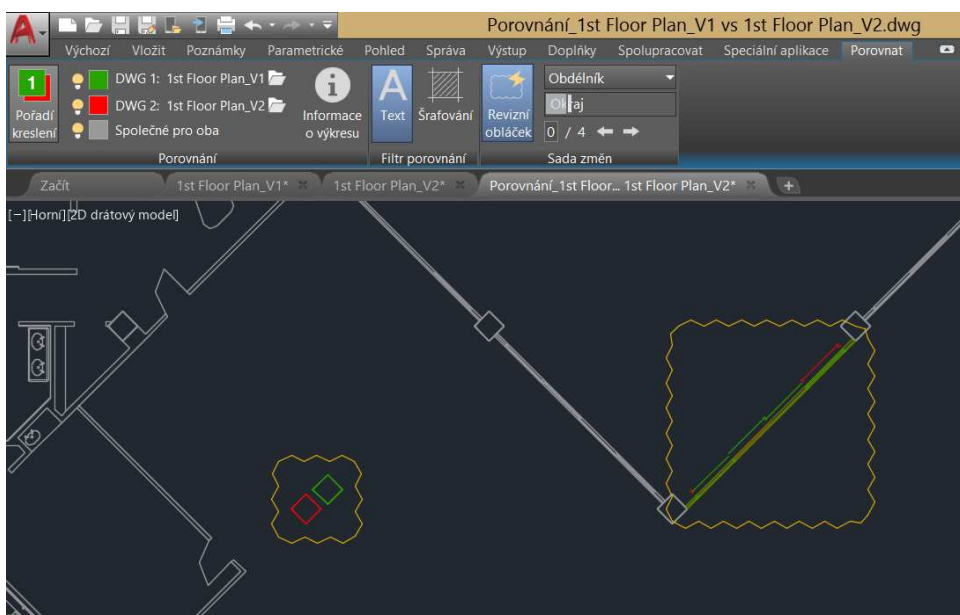 Porovnání_1st Floor Plan_V1 vs 1st Floor Plan_V2.dwg
Výchozí Vložit Poznámky Parametrické Pohled Správa Výstup Doplňky Spolupracovat Speciální aplikace Porovnat
1
DWG 1: 1st Floor Plan_V1
DWG 2: 1st Floor Plan_V2
Společné pro oba
Pořadí
kreslení
Informace
o výkresu
Porovnání
A
Text
Šrafování
Filtr porovnání
Revizní
obláček
Obdélník
Okraj
0 / 4
Sada změn
Začít 1st Floor Plan_V1* 1st Floor Plan_V2* Porovnání_1st Floor... 1st Floor Plan_V2*
[−][Horní][2D drátový model]